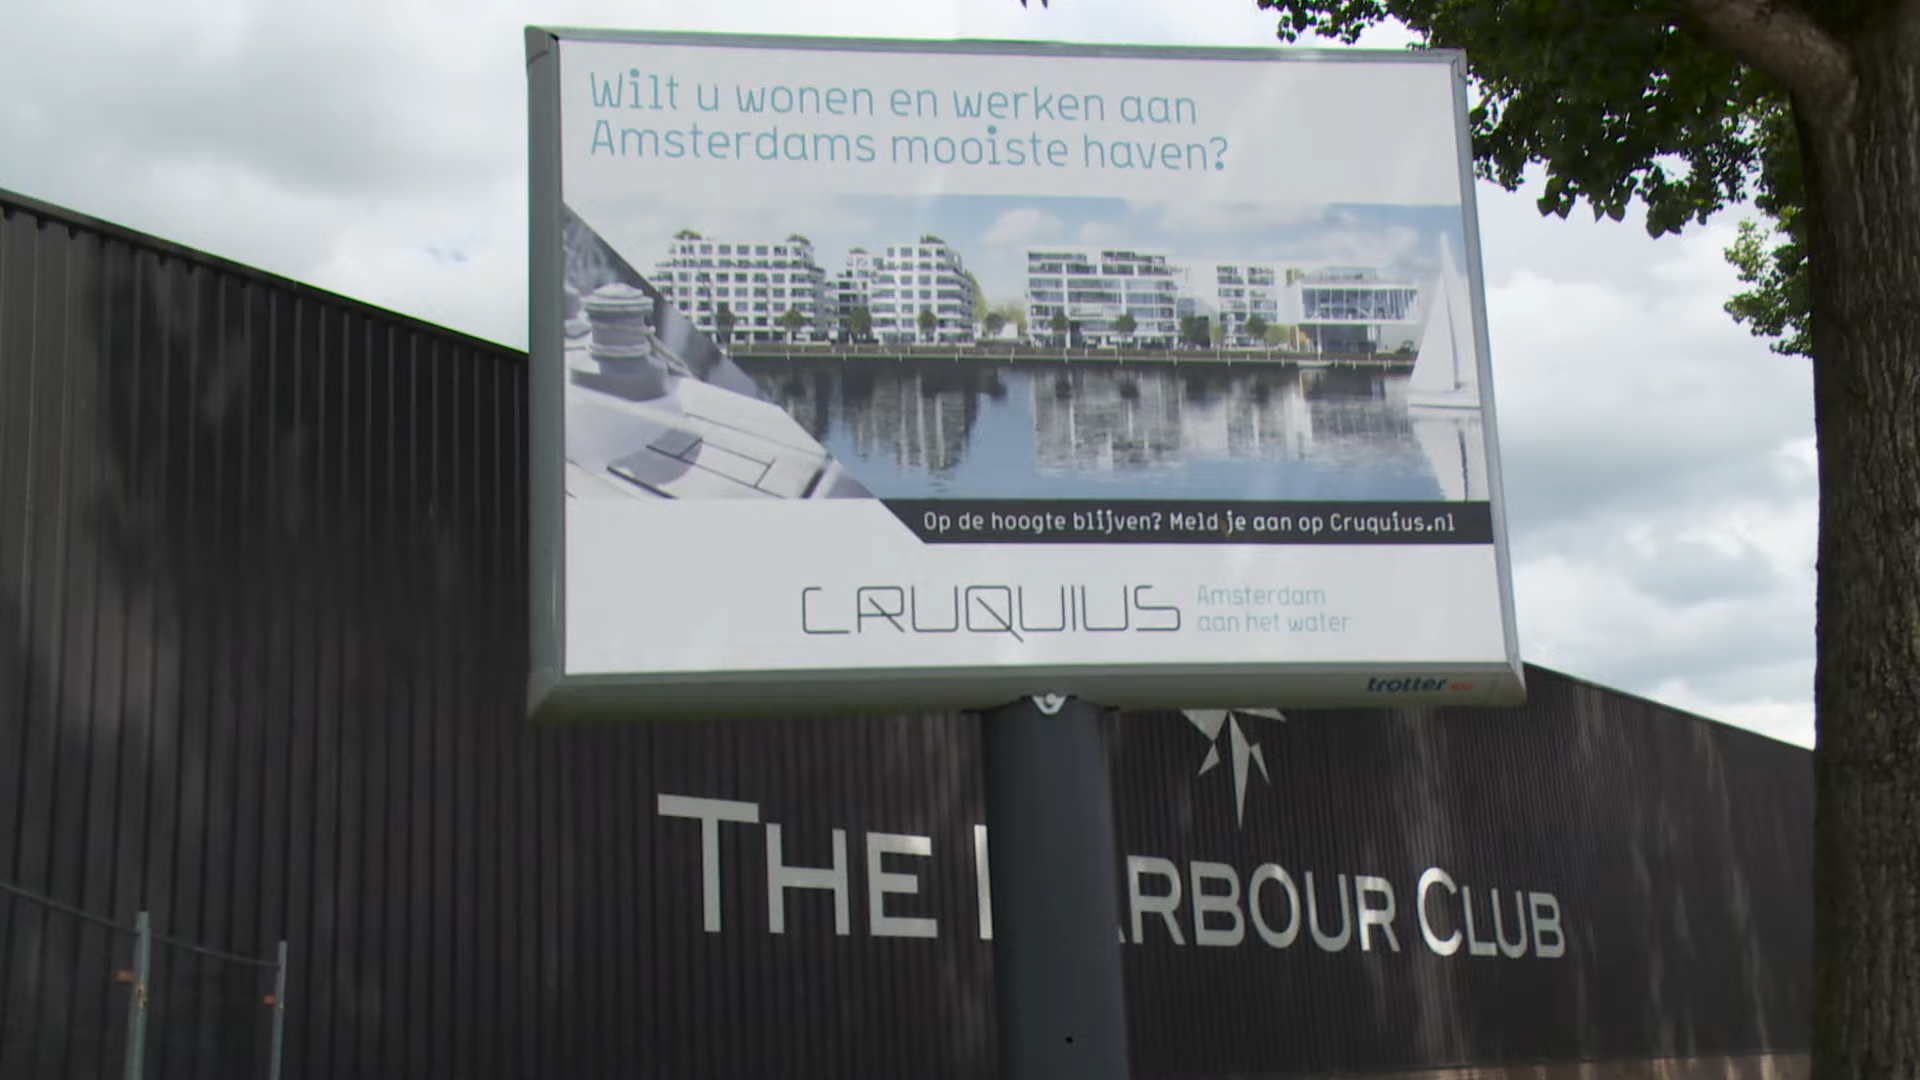 Wilt u wonen en werken aan
Amsterdams mooiste haven?
Op de hoogte blijven? Meld je aan op Cruquius.nl
CRUQUIUS
Amsterdam
aan het water
trotter
THE HARBOUR CLUB